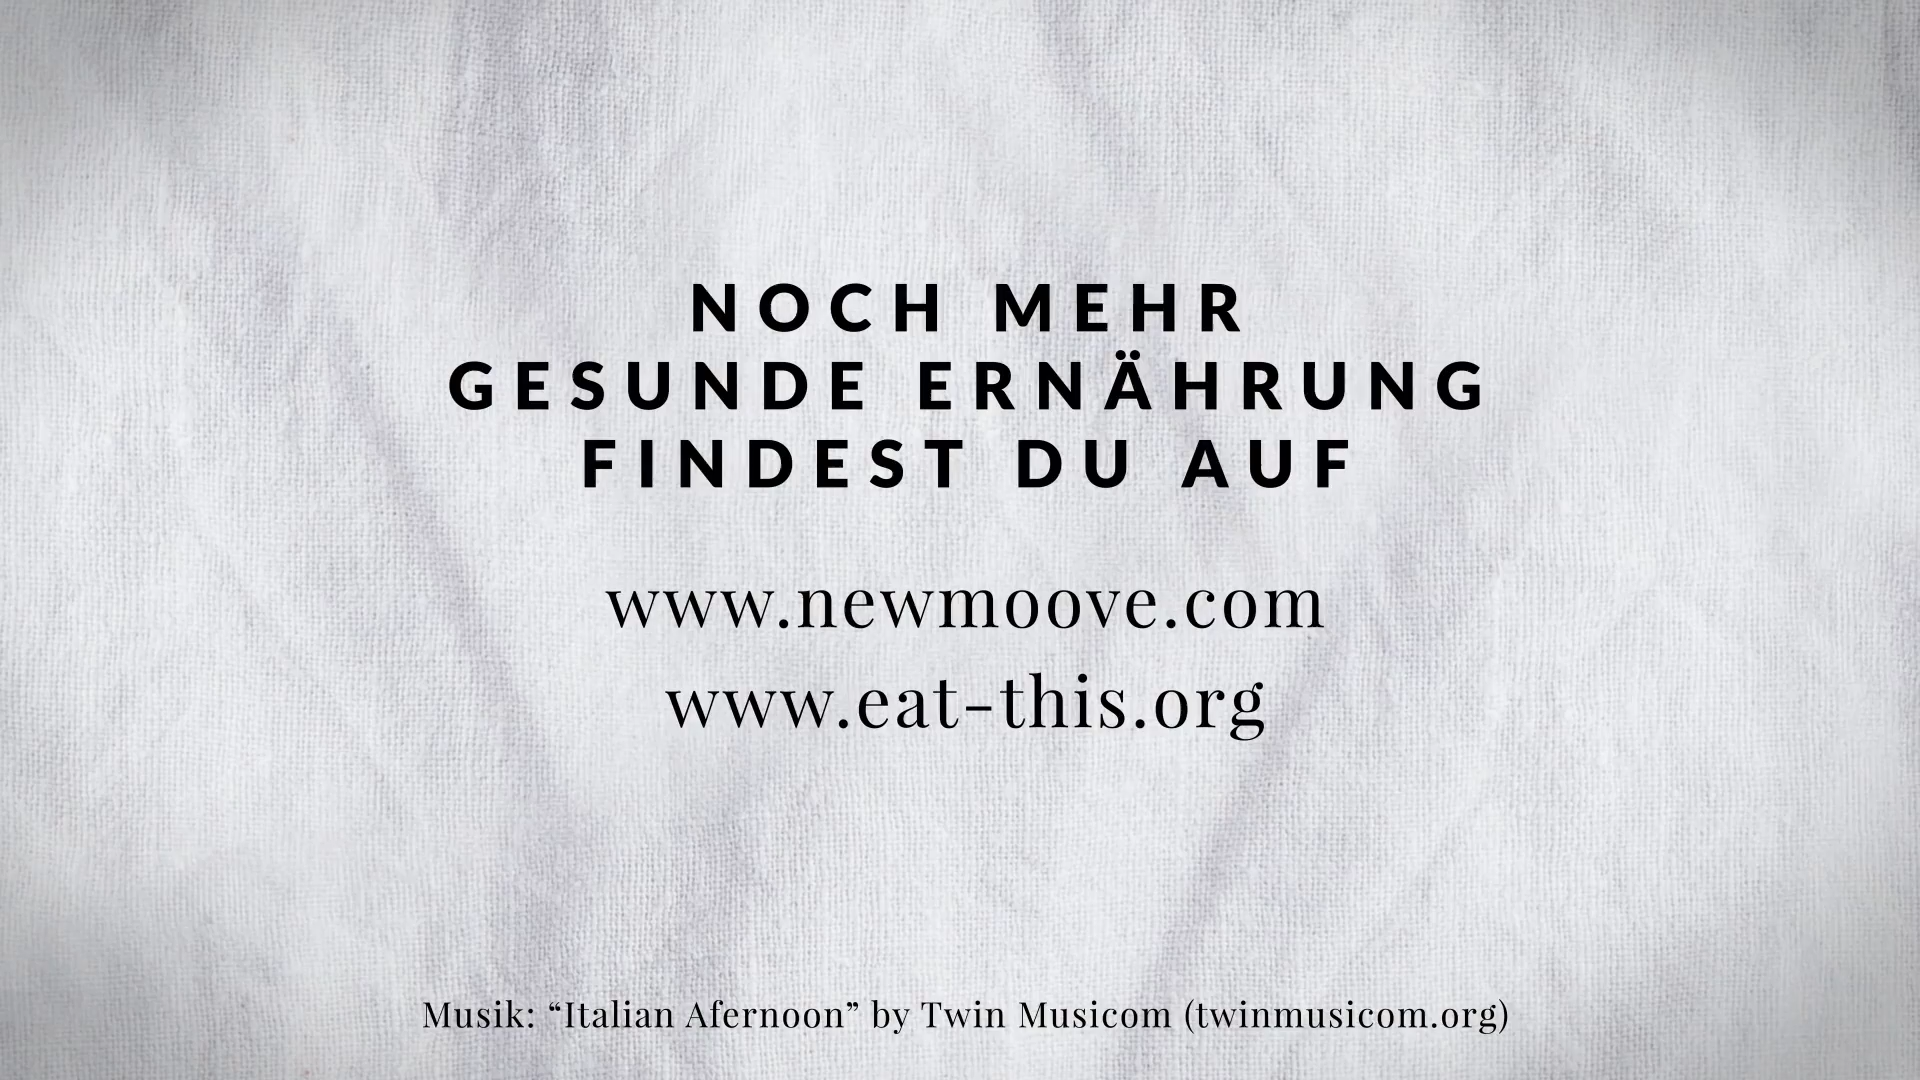 NOCH MEHR
GESUNDE ERNÄHRUNG
FINDEST DU AUF
www.newmoove.com
www.eat-this.org
Musik: “Italian Afernoon” by Twin Musicom (twinmusicom.org)